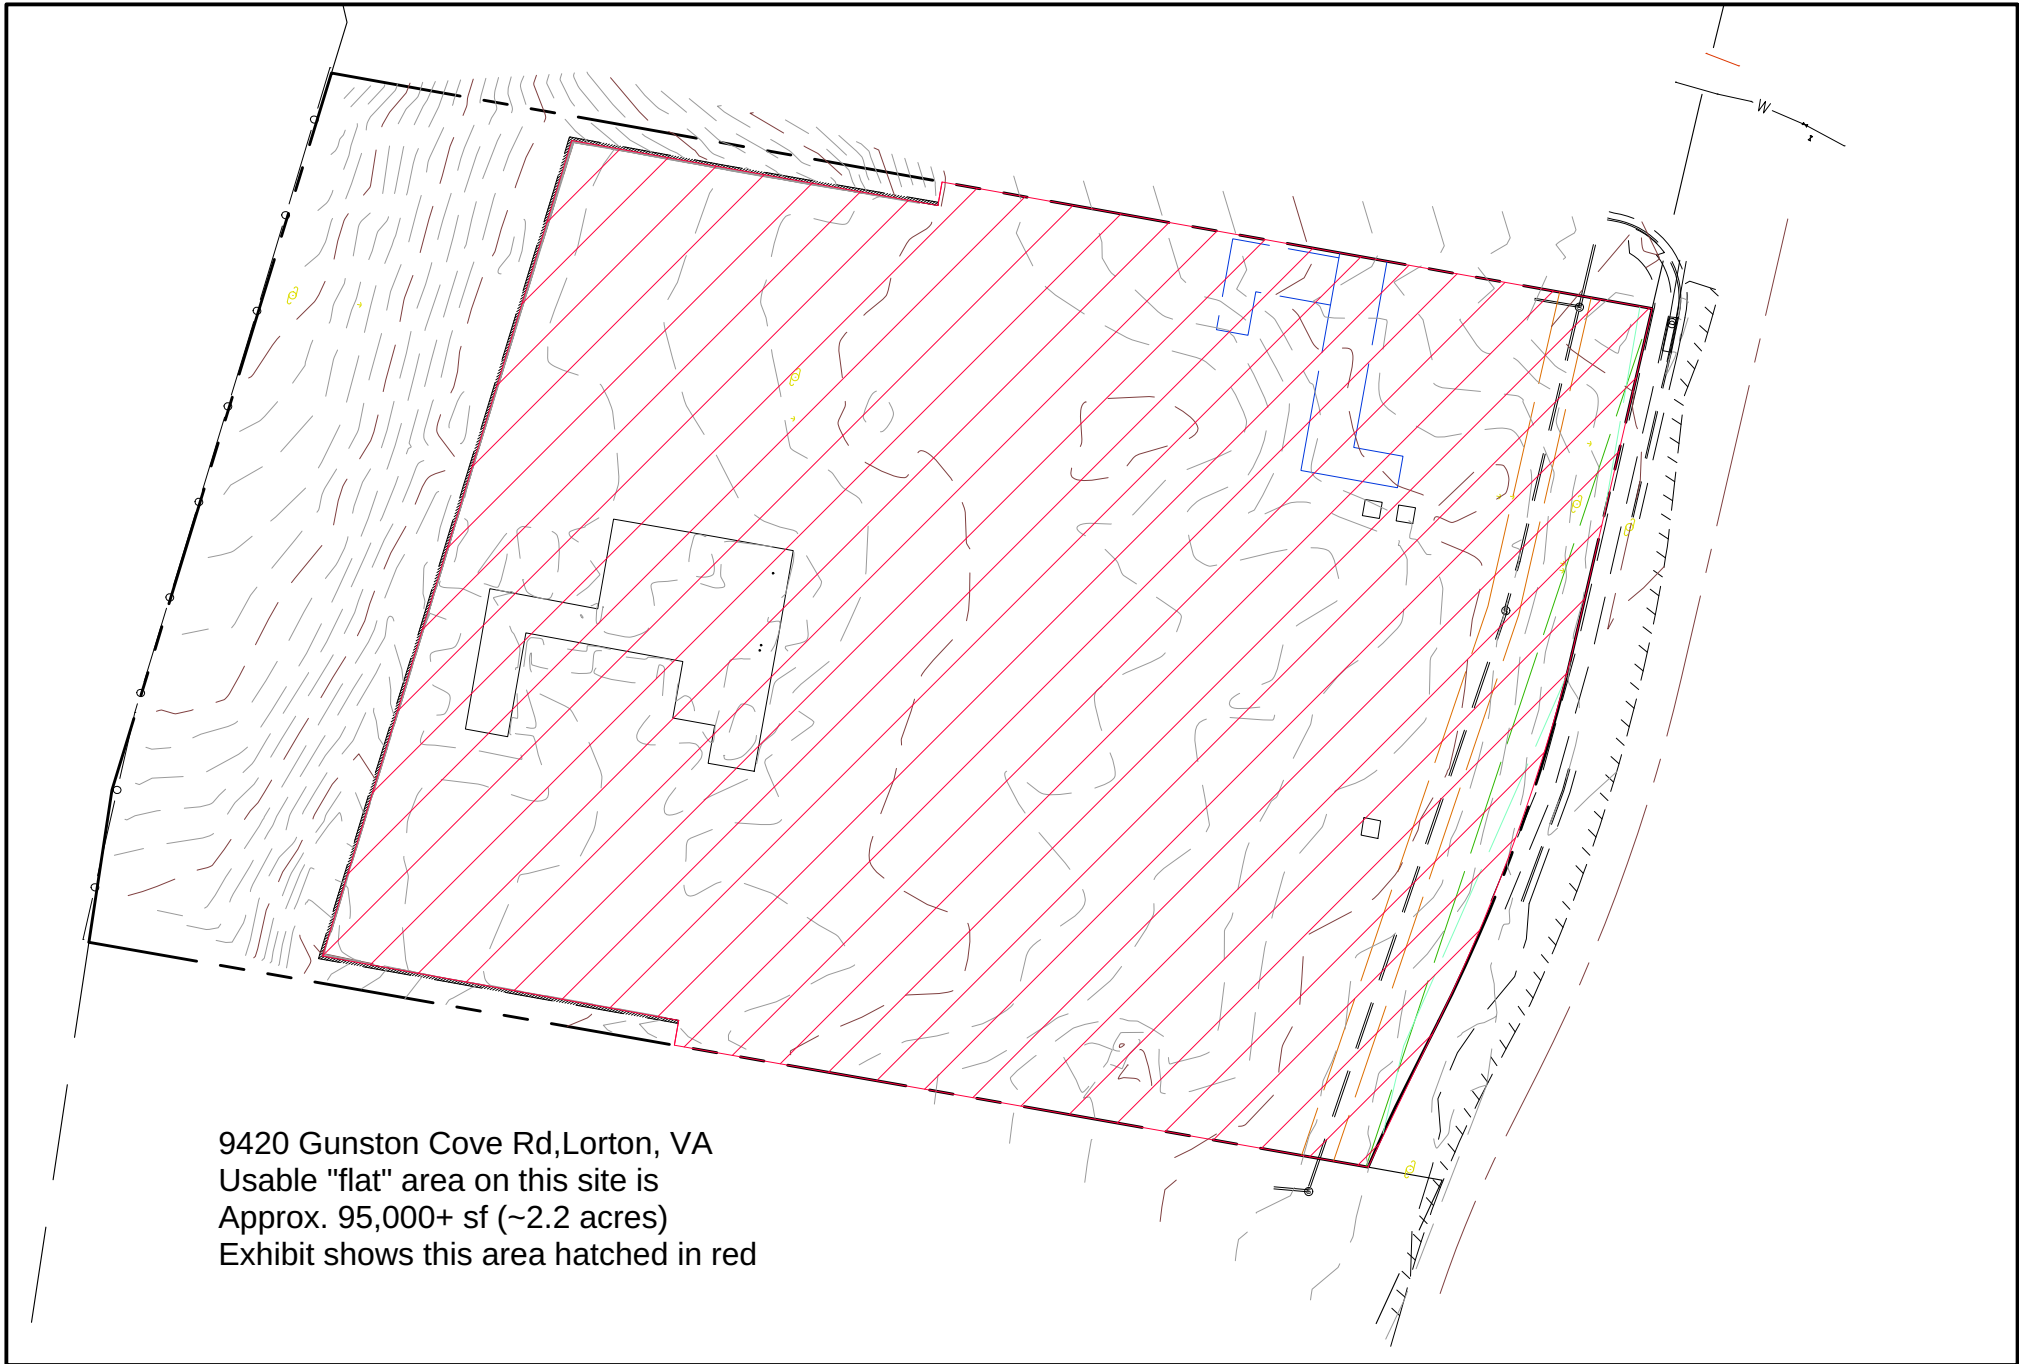 W
9420 Gunston Cove Rd,Lorton, VA
Usable "flat" area on this site is
Approx. 95,000+ sf (~2.2 acres)
Exhibit shows this area hatched in red